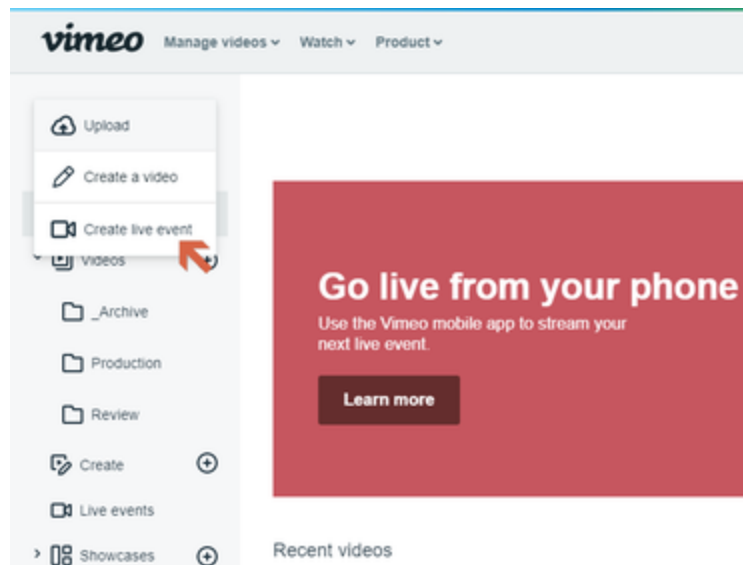 vimeo Manage videos Watch Product
Upload
Create a video
Create live event
Videos
_Archive
Production
Review
Create
Live events
Showcases
Go live from your phone
Use the Vimeo mobile app to stream your
next live event.
Learn more
Recent videos